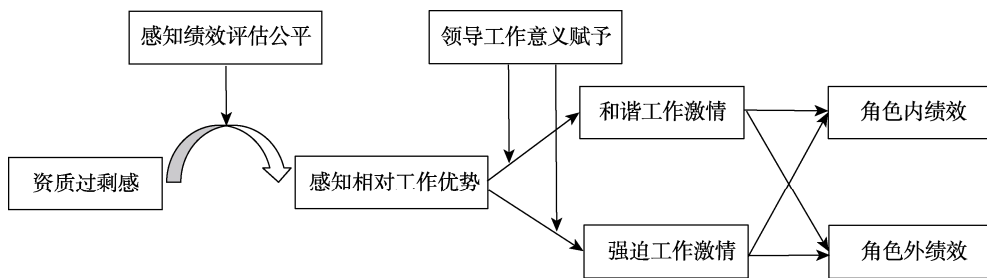 感知绩效评估公平
领导工作意义赋予
和谐工作激情
角色内绩效
资质过剩感
感知相对工作优势
强迫工作激情
角色外绩效